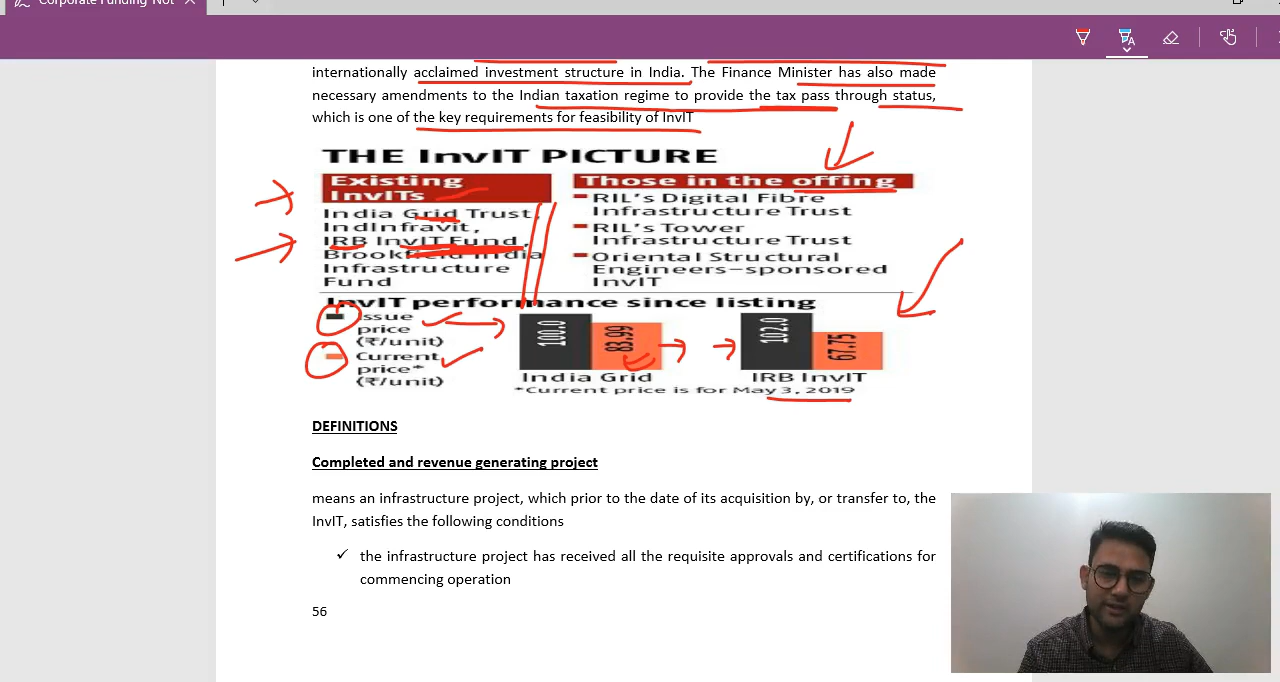 Corporate Funding Not
internationally acclaimed investment structure in India. The Finance Minister has also made
necessary amendments to the Indian taxation regime to provide the tax pass through status,
which is one of the key requirements for feasibility of InvIT
THE InvIT PICTURE
Existing
InvITs
India Grid Trust,
IndInfravit,
IRB InvIT Fund,
Brookfield India
Infrastructure
Fund
Those in the offing
RIL's Digital Fibre
Infrastructure Trust
RIL's Tower
Infrastructure Trust
Oriental Structural
Engineers-sponsored
InvIT
InvIT performance since listing
Issue
price
(₹/unit)
Current
price*
(₹/unit)
100.0
83.99
India Grid
102.0
67.75
IRB InvIT
*Current price is for May 3, 2019
DEFINITIONS
Completed and revenue generating project
means an infrastructure project, which prior to the date of its acquisition by, or transfer to, the
InvIT, satisfies the following conditions
✓ the infrastructure project has received all the requisite approvals and certifications for
commencing operation
56